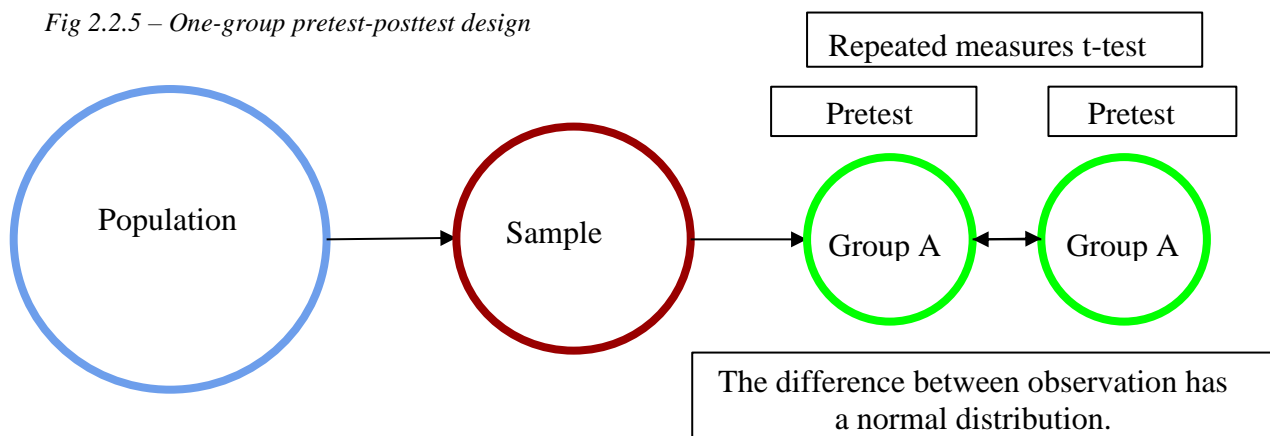 Fig 2.2.5 – One-group pretest-posttest design
Repeated measures t-test
Pretest
Pretest
Population
Sample
Group A
Group A
The difference between observation has
a normal distribution.